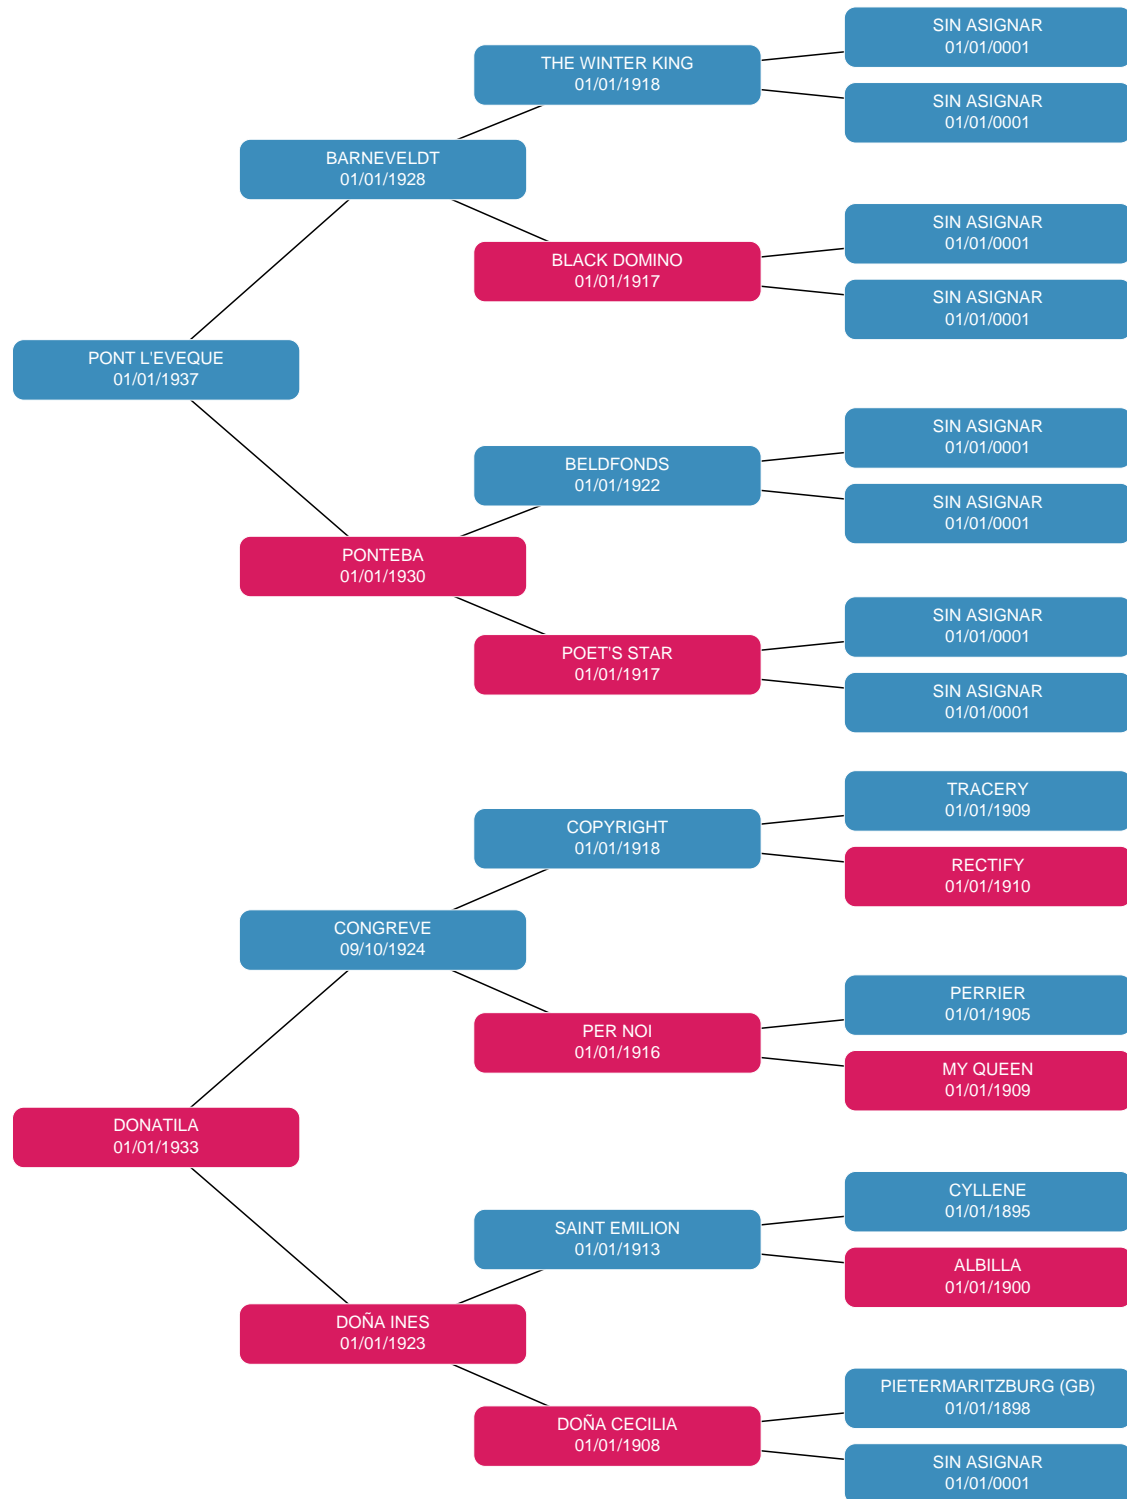 SIN ASIGNAR
01/01/0001
THE WINTER KING
01/01/1918
SIN ASIGNAR
01/01/0001
BARNEVELDT
01/01/1928
SIN ASIGNAR
01/01/0001
BLACK DOMINO
01/01/1917
SIN ASIGNAR
01/01/0001
PONT L'EVEQUE
01/01/1937
SIN ASIGNAR
01/01/0001
BELDFONDS
01/01/1922
SIN ASIGNAR
01/01/0001
PONTEBA
01/01/1930
SIN ASIGNAR
01/01/0001
POET'S STAR
01/01/1917
SIN ASIGNAR
01/01/0001
TRACERY
01/01/1909
COPYRIGHT
01/01/1918
RECTIFY
01/01/1910
CONGREVE
09/10/1924
PERRIER
01/01/1905
PER NOI
01/01/1916
MY QUEEN
01/01/1909
DONATILA
01/01/1933
CYLLENE
01/01/1895
SAINT EMILION
01/01/1913
ALBILLA
01/01/1900
DOÑA INES
01/01/1923
PIETERMARITZBURG (GB)
01/01/1898
DOÑA CECILIA
01/01/1908
SIN ASIGNAR
01/01/0001